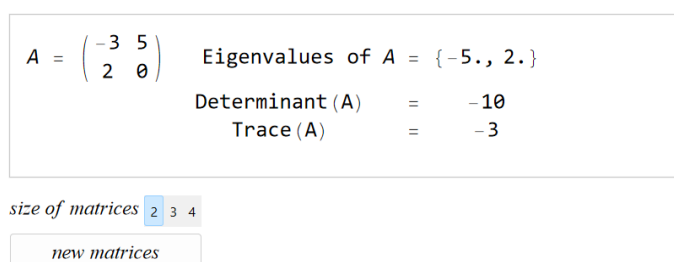 A = ( -3 5
2 0 ) Eigenvalues of A = {-5., 2.}
Determinant (A) = -10
Trace (A) = -3
size of matrices 2 3 4
new matrices